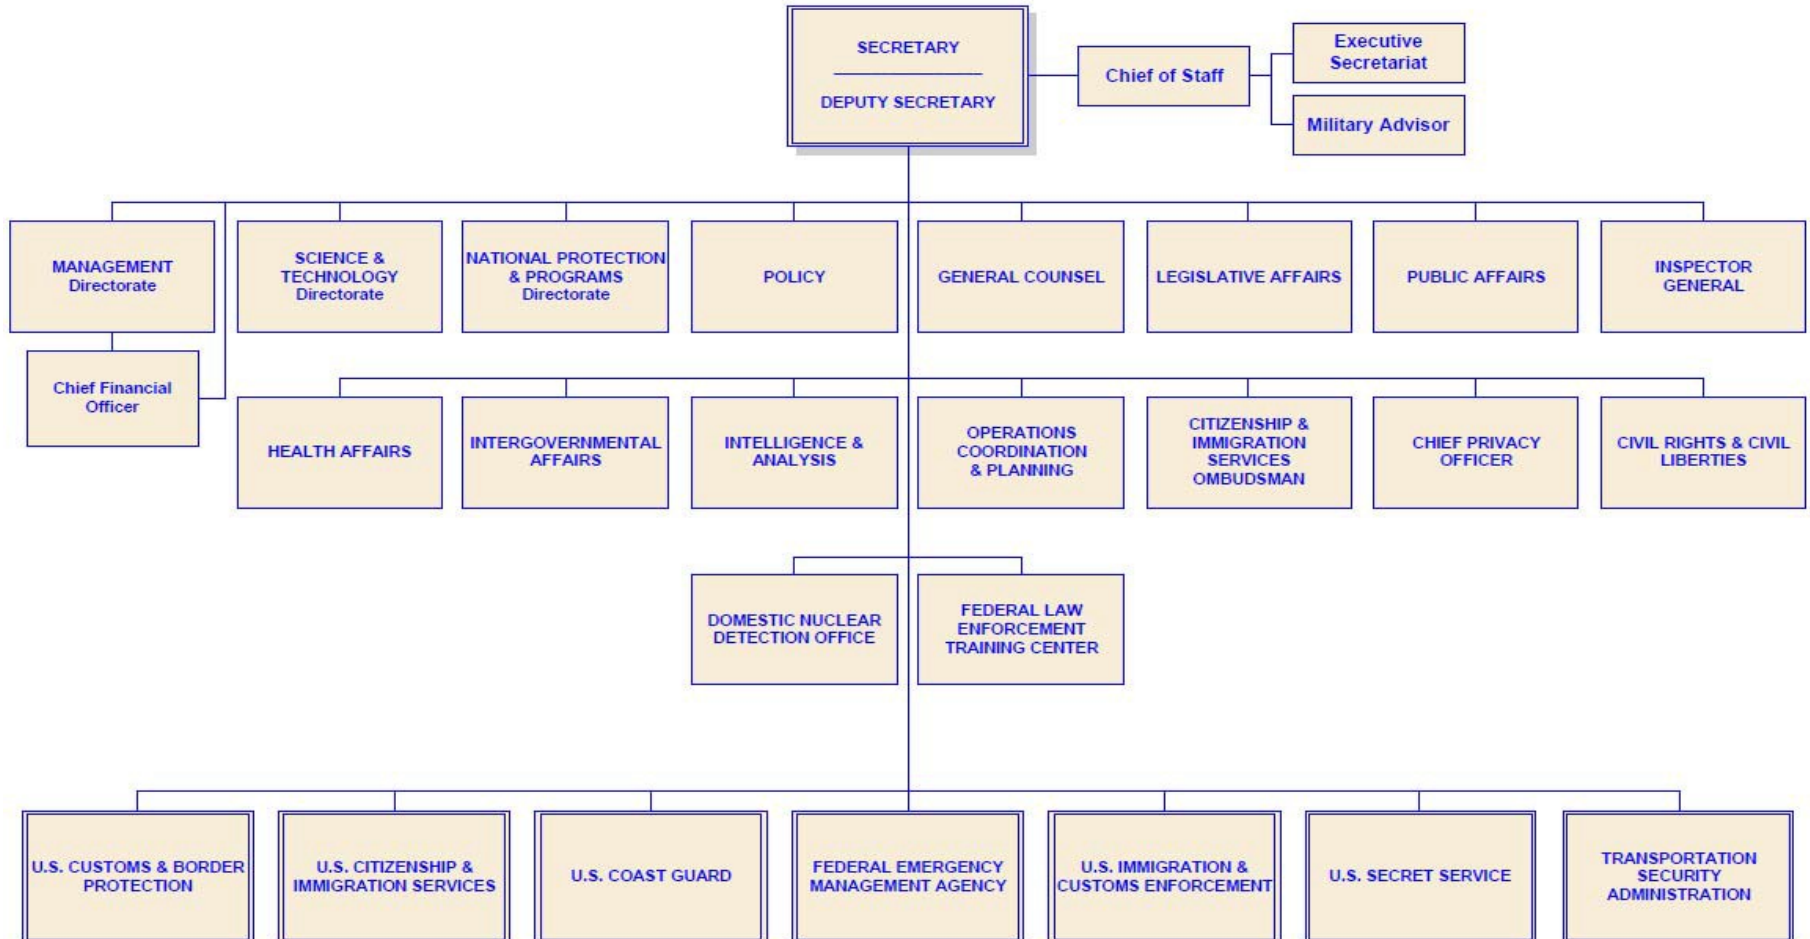 SECRETARY
DEPUTY SECRETARY
Chief of Staff
Executive
Secretariat
Military Advisor
MANAGEMENT
Directorate
SCIENCE &
TECHNOLOGY
Directorate
NATIONAL PROTECTION
& PROGRAMS
Directorate
POLICY
GENERAL COUNSEL
LEGISLATIVE AFFAIRS
PUBLIC AFFAIRS
INSPECTOR
GENERAL
Chief Financial
Officer
HEALTH AFFAIRS
INTERGOVERNMENTAL
AFFAIRS
INTELLIGENCE &
ANALYSIS
OPERATIONS
COORDINATION
& PLANNING
CITIZENSHIP &
IMMIGRATION
SERVICES
OMBUDSMAN
CHIEF PRIVACY
OFFICER
CIVIL RIGHTS & CIVIL
LIBERTIES
DOMESTIC NUCLEAR
DETECTION OFFICE
FEDERAL LAW
ENFORCEMENT
TRAINING CENTER
U.S. CUSTOMS & BORDER
PROTECTION
U.S. CITIZENSHIP &
IMMIGRATION SERVICES
U.S. COAST GUARD
FEDERAL EMERGENCY
MANAGEMENT AGENCY
U.S. IMMIGRATION &
CUSTOMS ENFORCEMENT
U.S. SECRET SERVICE
TRANSPORTATION
SECURITY
ADMINISTRATION